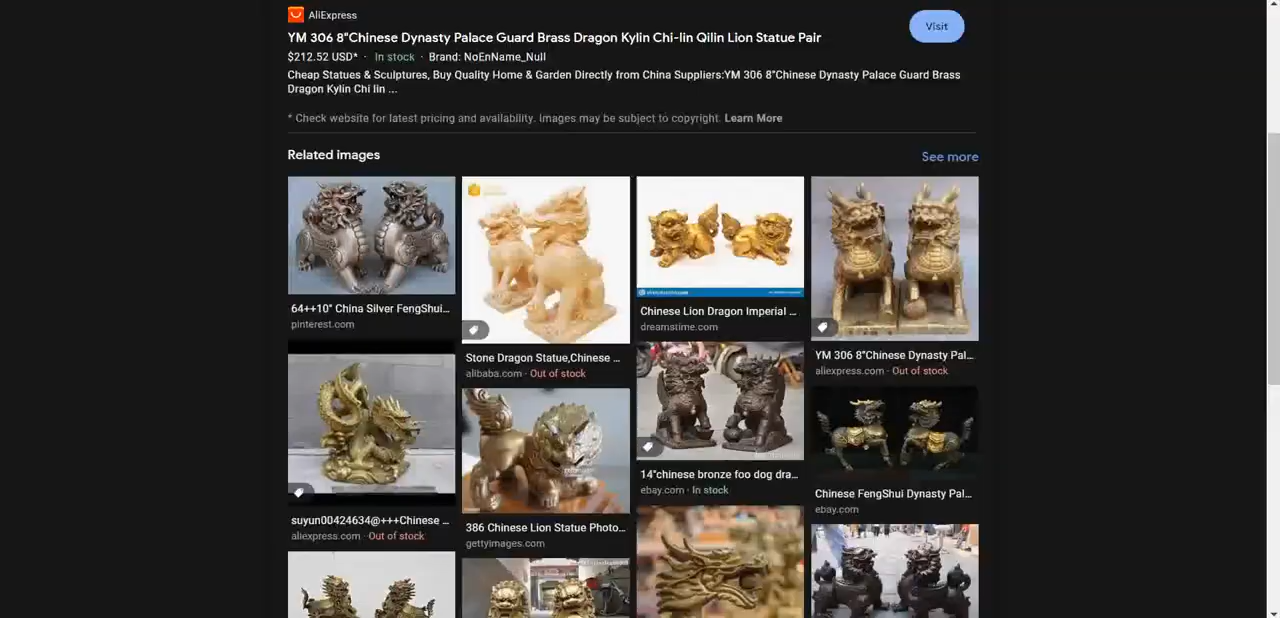 AliExpress
Visit
YM 306 8"Chinese Dynasty Palace Guard Brass Dragon Kylin Chi-lin Qilin Lion Statue Pair
$212.52 USD* · In stock · Brand: NoEnName_Null
Cheap Statues & Sculptures, Buy Quality Home & Garden Directly from China Suppliers:YM 306 8"Chinese Dynasty Palace Guard Brass
Dragon Kylin Chi lin ...
* Check website for latest pricing and availability. Images may be subject to copyright. Learn More
Related images
See more
64++10" China Silver FengShui...
pinterest.com
Stone Dragon Statue,Chinese ...
alibaba.com · Out of stock
Chinese Lion Dragon Imperial ...
dreamstime.com
YM 306 8"Chinese Dynasty Pal...
aliexpress.com · Out of stock
suyun00424634@+++Chinese ...
aliexpress.com · Out of stock
386 Chinese Lion Statue Photo...
gettyimages.com
14"chinese bronze foo dog dra...
ebay.com · In stock
Chinese FengShui Dynasty Pal...
ebay.com